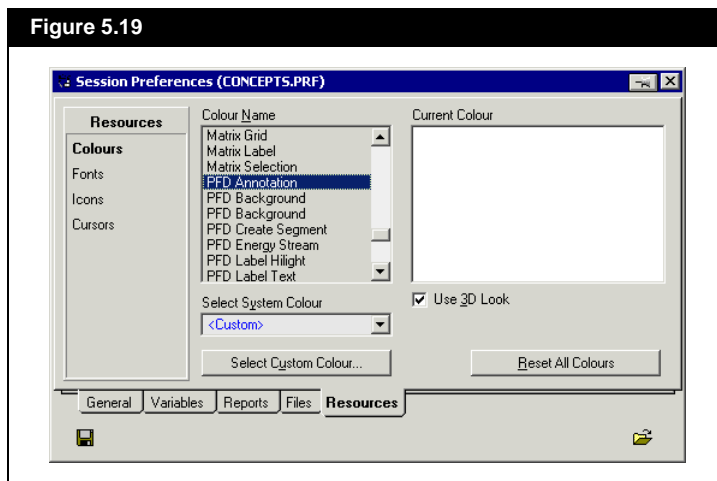 Figure 5.19
Session Preferences (CONCEPTS.PRF)
Resources
Colours
Fonts
Icons
Cursors
Colour Name
Matrix Grid
Matrix Label
Matrix Selection
PFD Annotation
PFD Background
PFD Background
PFD Create Segment
PFD Energy Stream
PFD Label Hilight
PFD Label Text
Select System Colour
<Custom>
Select Custom Colour...
Current Colour
Use 3D Look
Reset All Colours
General Variables Reports Files Resources